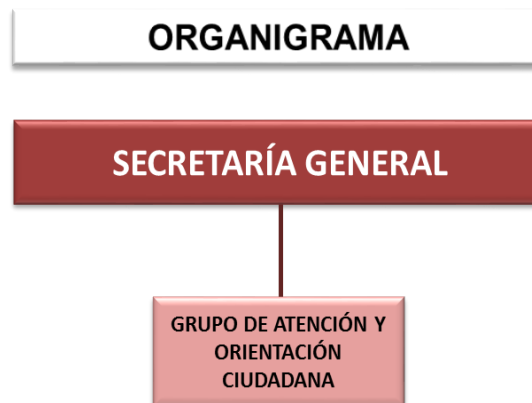 ORGANIGRAMA
SECRETARÍA GENERAL
GRUPO DE ATENCIÓN Y
ORIENTACIÓN
CIUDADANA